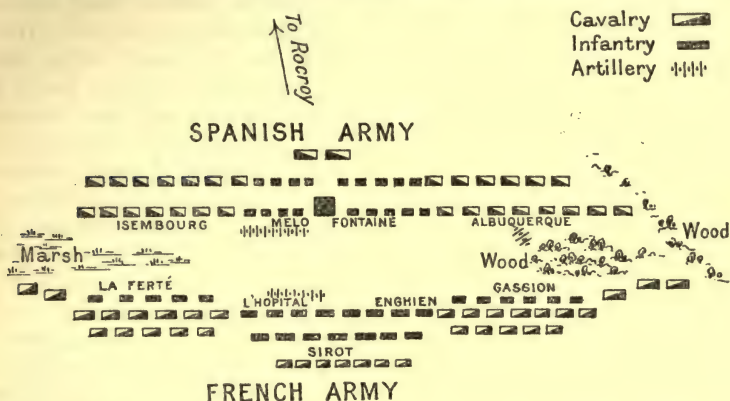 To Rocroy
Cavalry
Infantry
Artillery
SPANISH ARMY
ISEMBOURG
MELO
FONTAINE
ALBUQUERQUE
Marsh
Wood
Wood
LA FERTÉ
L'HOPITAL
ENGHIEN
GASSION
SIROT
FRENCH ARMY